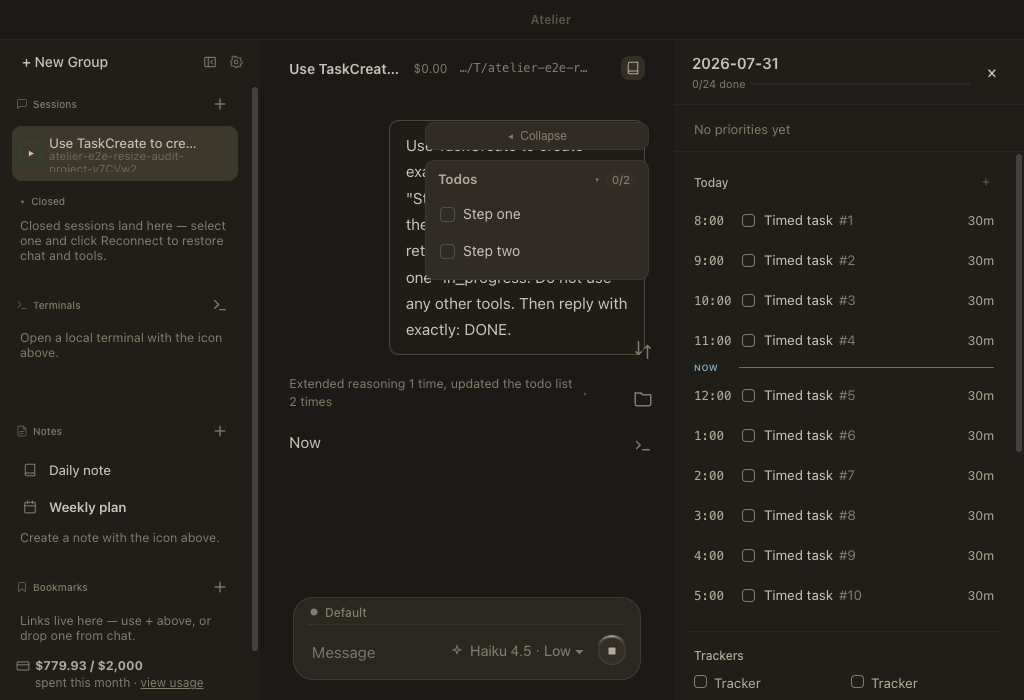 Atelier
+ New Group
Sessions
Use TaskCreate to cre...
atelier-e2e-resize-audit-
project-v7CVw2
Closed
Closed sessions land here — select
one and click Reconnect to restore
chat and tools.
Terminals
Open a local terminal with the icon
above.
Notes
Daily note
Weekly plan
Create a note with the icon above.
Bookmarks
Links live here — use + above, or
drop one from chat.
$779.93 / $2,000
spent this month · view usage
Use TaskCreat... $0.00 …/T/atelier-e2e-r…
Collapse
Todos 0/2
Step one
Step two
any other tools. Then reply with
exactly: DONE.
Extended reasoning 1 time, updated the todo list
2 times
Now
Default
Message Haiku 4.5 · Low
2026-07-31
0/24 done
No priorities yet
Today
8:00 Timed task #1 30m
9:00 Timed task #2 30m
10:00 Timed task #3 30m
11:00 Timed task #4 30m
NOW
12:00 Timed task #5 30m
1:00 Timed task #6 30m
2:00 Timed task #7 30m
3:00 Timed task #8 30m
4:00 Timed task #9 30m
5:00 Timed task #10 30m
Trackers
Tracker Tracker